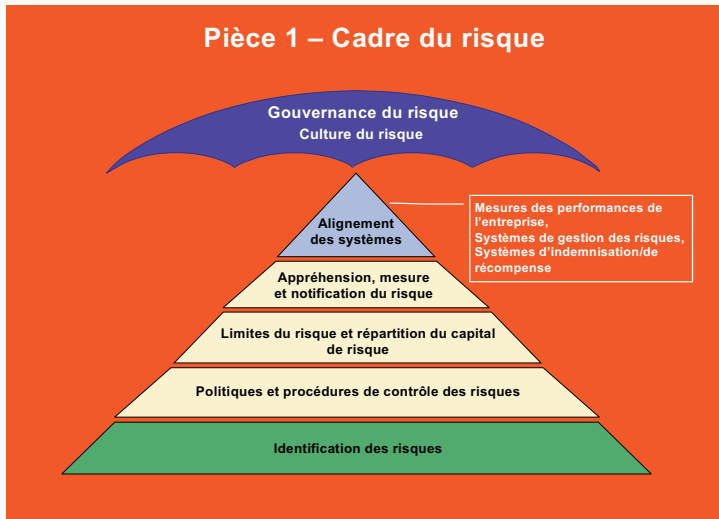 Pièce 1 – Cadre du risque
Gouvernance du risque
Culture du risque
Alignement
des systèmes
Mesures des performances de
l'entreprise,
Systèmes de gestion des risques,
Systèmes d'indemnisation/de
récompense
Appréhension, mesure
et notification du risque
Limites du risque et répartition du capital
de risque
Politiques et procédures de contrôle des risques
Identification des risques